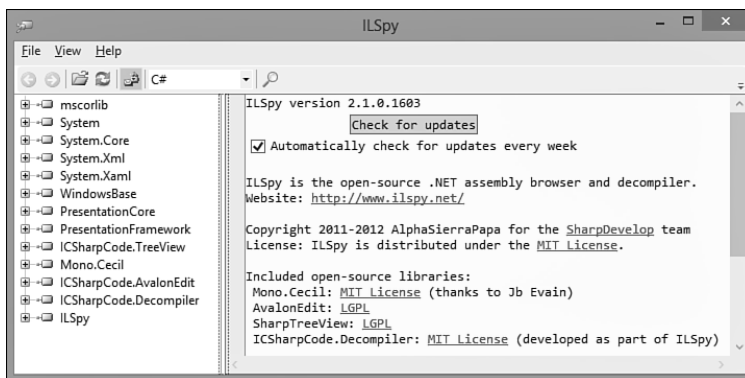 ILSpy
File View Help
C#
mscorlib
System
System.Core
System.Xml
System.Xaml
WindowsBase
PresentationCore
PresentationFramework
ICSharpCode.TreeView
Mono.Cecil
ICSharpCode.AvalonEdit
ICSharpCode.Decompiler
ILSpy
ILSpy version 2.1.0.1603
Check for updates
Automatically check for updates every week
ILSpy is the open-source .NET assembly browser and decompiler.
Website: http://www.ilspy.net/
Copyright 2011-2012 AlphaSierraPapa for the SharpDevelop team
License: ILSpy is distributed under the MIT License.
Included open-source libraries:
Mono.Cecil: MIT License (thanks to Jb Evain)
AvalonEdit: LGPL
SharpTreeView: LGPL
ICSharpCode.Decompiler: MIT License (developed as part of ILSpy)